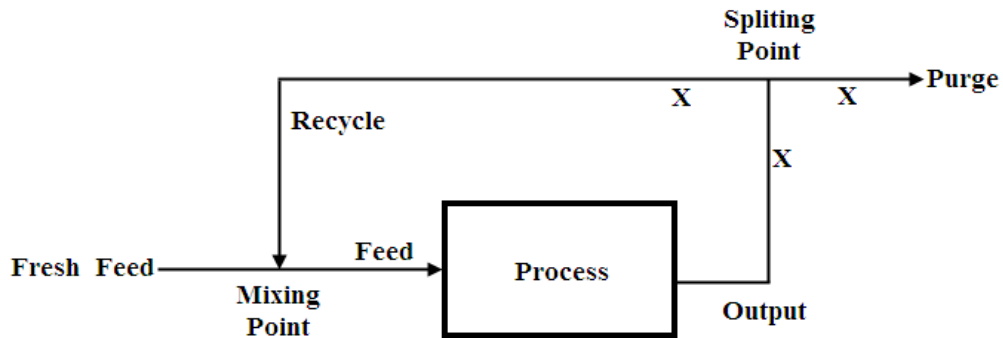 Spliting
Point
Purge
X
X
Recycle
X
Feed
Fresh Feed
Process
Mixing
Point
Output